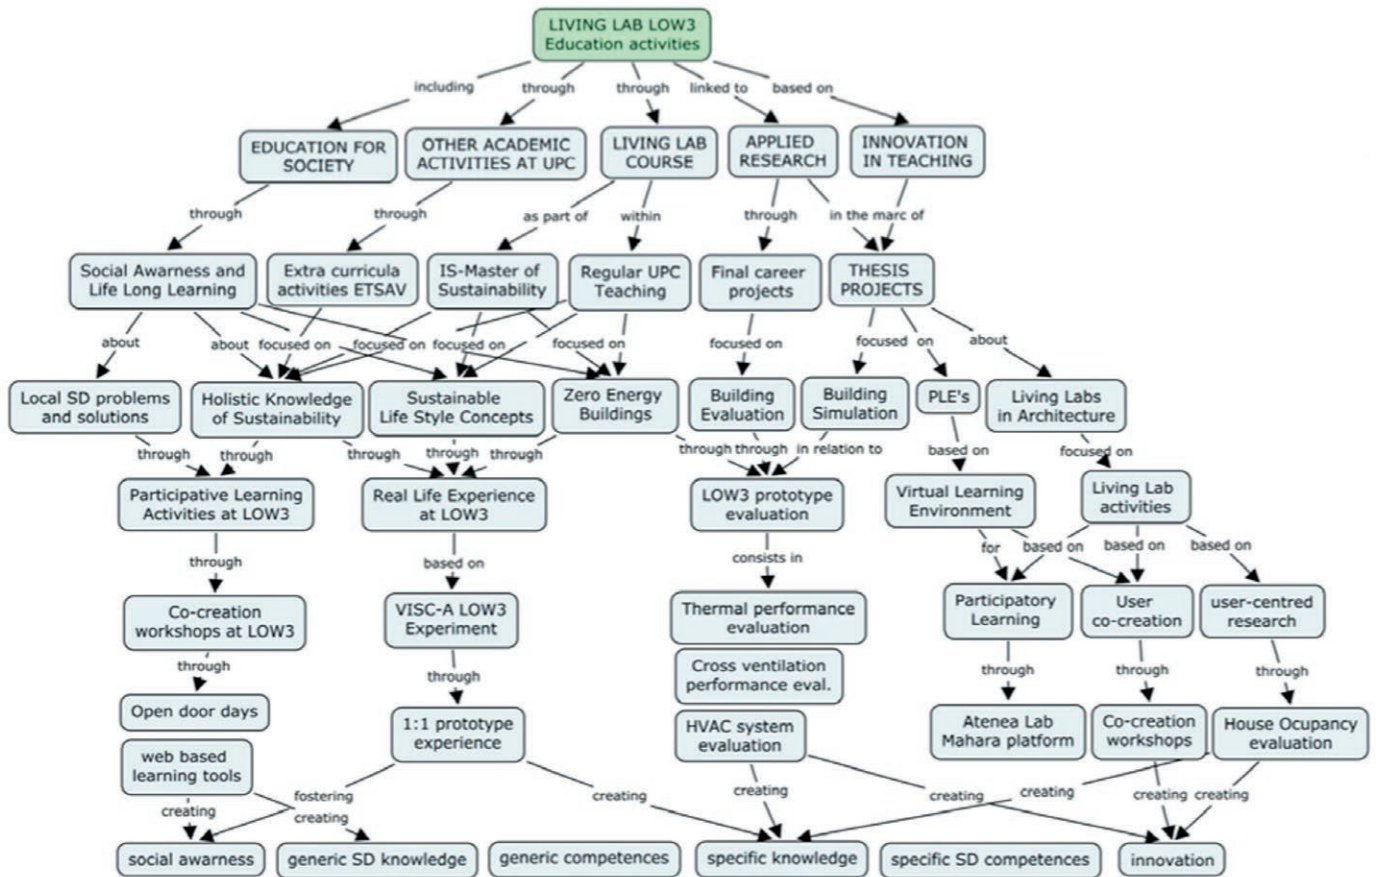 LIVING LAB LOW3
Education activities
including
through
through
linked to
based on
EDUCATION FOR
SOCIETY
OTHER ACADEMIC
ACTIVITIES AT UPC
LIVING LAB
COURSE
APPLIED
RESEARCH
INNOVATION
IN TEACHING
through
through
as part of
within
through
in the marc of
Social Awarness and
Life Long Learning
Extra curricula
activities ETSAV
IS-Master of
Sustainability
Regular UPC
Teaching
Final career
projects
THESIS
PROJECTS
about
about
focused on
focused on
focused on
focused on
focused on
focused on
about
Local SD problems
and solutions
Holistic Knowledge
of Sustainability
Sustainable
Life Style Concepts
Zero Energy
Buildings
Building
Evaluation
Building
Simulation
PLE's
Living Labs
in Architecture
through
through
through
through
through
through
through
in relation to
based on
focused on
Participative Learning
Activities at LOW3
Real Life Experience
at LOW3
LOW3 prototype
evaluation
Virtual Learning
Environment
Living Lab
activities
through
based on
consists in
for
based on
based on
based on
Co-creation
workshops at LOW3
VISC-A LOW3
Experiment
Thermal performance
evaluation
Participatory
Learning
User
co-creation
user-centred
research
through
through
Cross ventilation
performance eval.
through
through
through
Open door days
1:1 prototype
experience
HVAC system
evaluation
Atenea Lab
Mahara platform
Co-creation
workshops
House Ocupancy
evaluation
web based
learning tools
creating
fostering
creating
creating
creating
creating
creating
creating
creating
social awarness
generic SD knowledge
generic competences
specific knowledge
specific SD competences
innovation